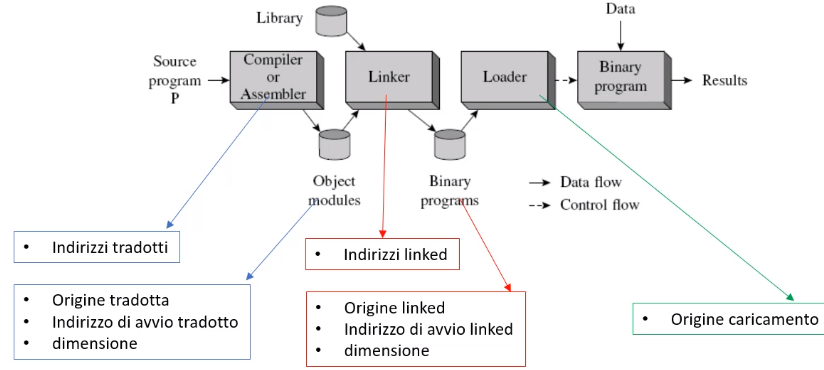 Data
Library
Source
program
P
Compiler
or
Assembler
Linker
Loader
Binary
program
Results
Object
modules
Binary
programs
Data flow
Control flow
• Indirizzi tradotti
• Indirizzi linked
• Origine tradotta
• Indirizzo di avvio tradotto
• dimensione
• Origine linked
• Indirizzo di avvio linked
• dimensione
• Origine caricamento